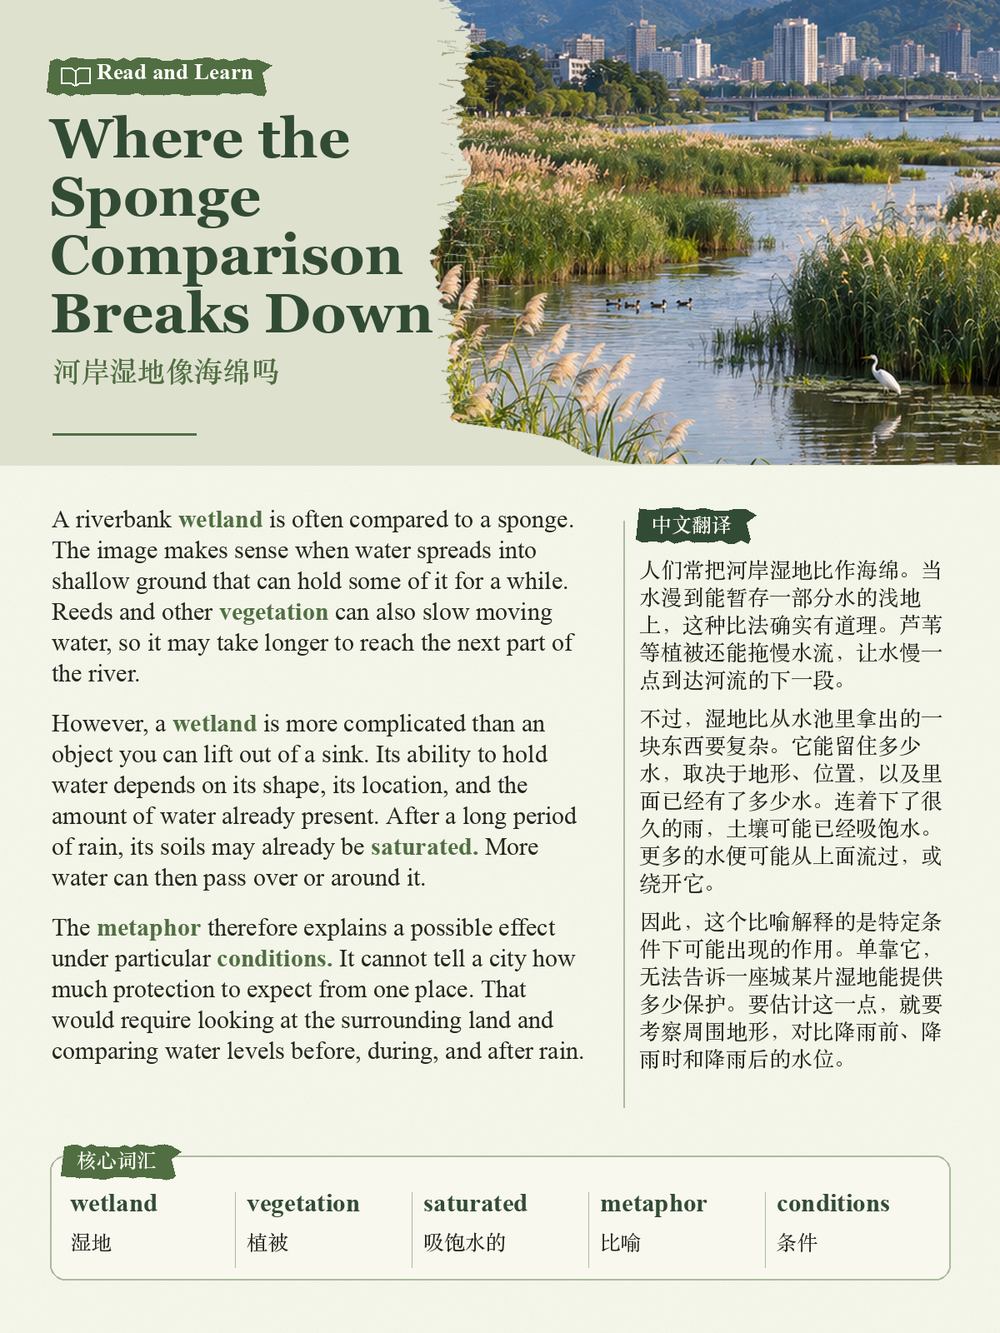 Read and Learn
Where the
Sponge
Comparison
Breaks Down
河岸湿地像海绵吗
A riverbank wetland is often compared to a sponge.
The image makes sense when water spreads into
shallow ground that can hold some of it for a while.
Reeds and other vegetation can also slow moving
water, so it may take longer to reach the next part of
the river.
However, a wetland is more complicated than an
object you can lift out of a sink. Its ability to hold
water depends on its shape, its location, and the
amount of water already present. After a long period
of rain, its soils may already be saturated. More
water can then pass over or around it.
The metaphor therefore explains a possible effect
under particular conditions. It cannot tell a city how
much protection to expect from one place. That
would require looking at the surrounding land and
comparing water levels before, during, and after rain.
中文翻译
人们常把河岸湿地比作海绵。当
水漫到能暂存一部分水的浅地
上，这种比法确实有道理。芦苇
等植被还能拖慢水流，让水慢一
点到达河流的下一段。
不过，湿地比从水池里拿出的一
块东西要复杂。它能留住多少
水，取决于地形、位置，以及里
面已经有了多少水。连着下了很
久的雨，土壤可能已经吸饱水。
更多的水便可能从上面流过，或
绕开它。
因此，这个比喻解释的是特定条
件下可能出现的作用。单靠它，
无法告诉一座城某片湿地能提供
多少保护。要估计这一点，就要
考察周围地形，对比降雨前、降
雨时和降雨后的水位。
核心词汇
wetland
湿地
vegetation
植被
saturated
吸饱水的
metaphor
比喻
conditions
条件